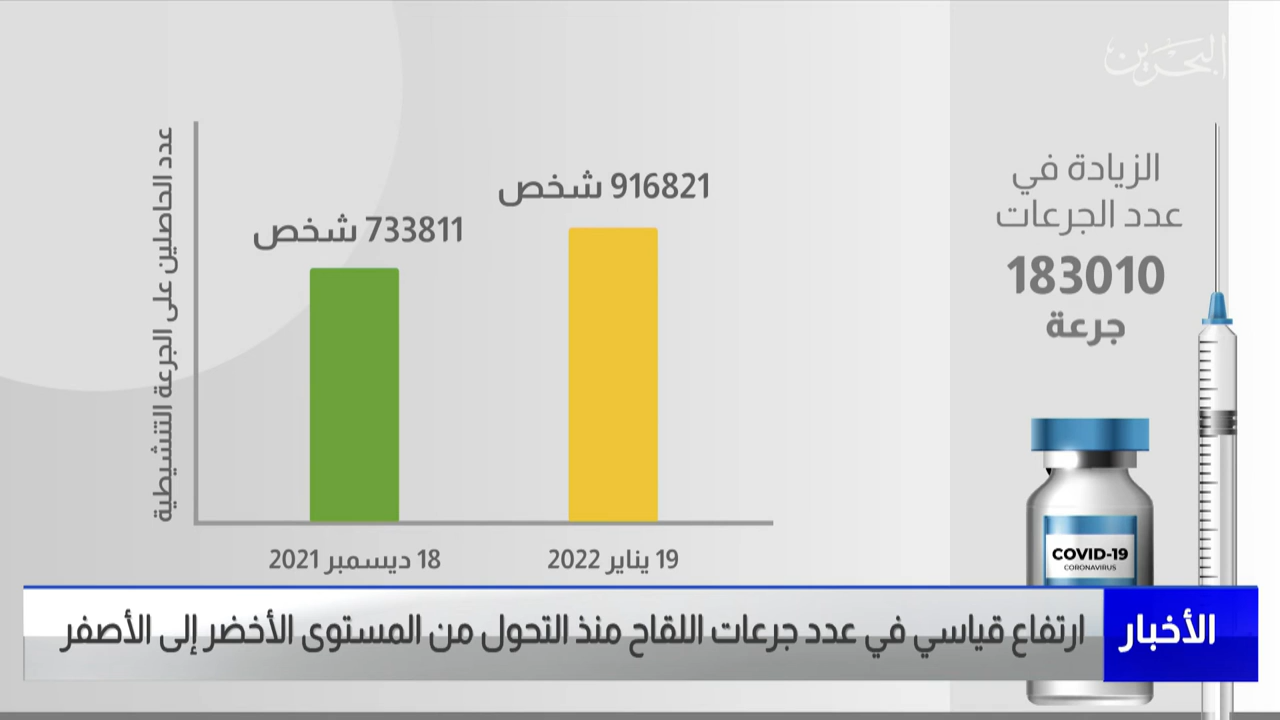 البحرين
الزيادة في
عدد الجرعات
183010
جرعة
عدد الحاصلين على الجرعة التنشيطية
916821 شخص
733811 شخص
19 يناير 2022
18 ديسمبر 2021
COVID-19
CORONAVIRUS
الأخبار
ارتفاع قياسي في عدد جرعات اللقاح منذ التحول من المستوى الأخضر إلى الأصفر